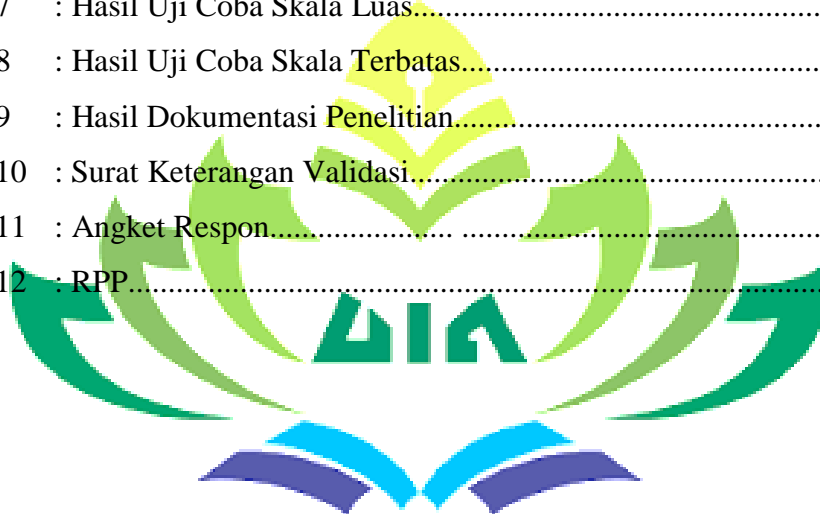 7 : Hasil Uji Coba Skala Luas..............................................................
8 : Hasil Uji Coba Skala Terbatas.......................................................
9 : Hasil Dokumentasi Penelitian........................................................
10 : Surat Keterangan Validasi...............................................................
11 : Angket Respon.................... .....................................................
12 : RPP.....................................................................................................
UIN